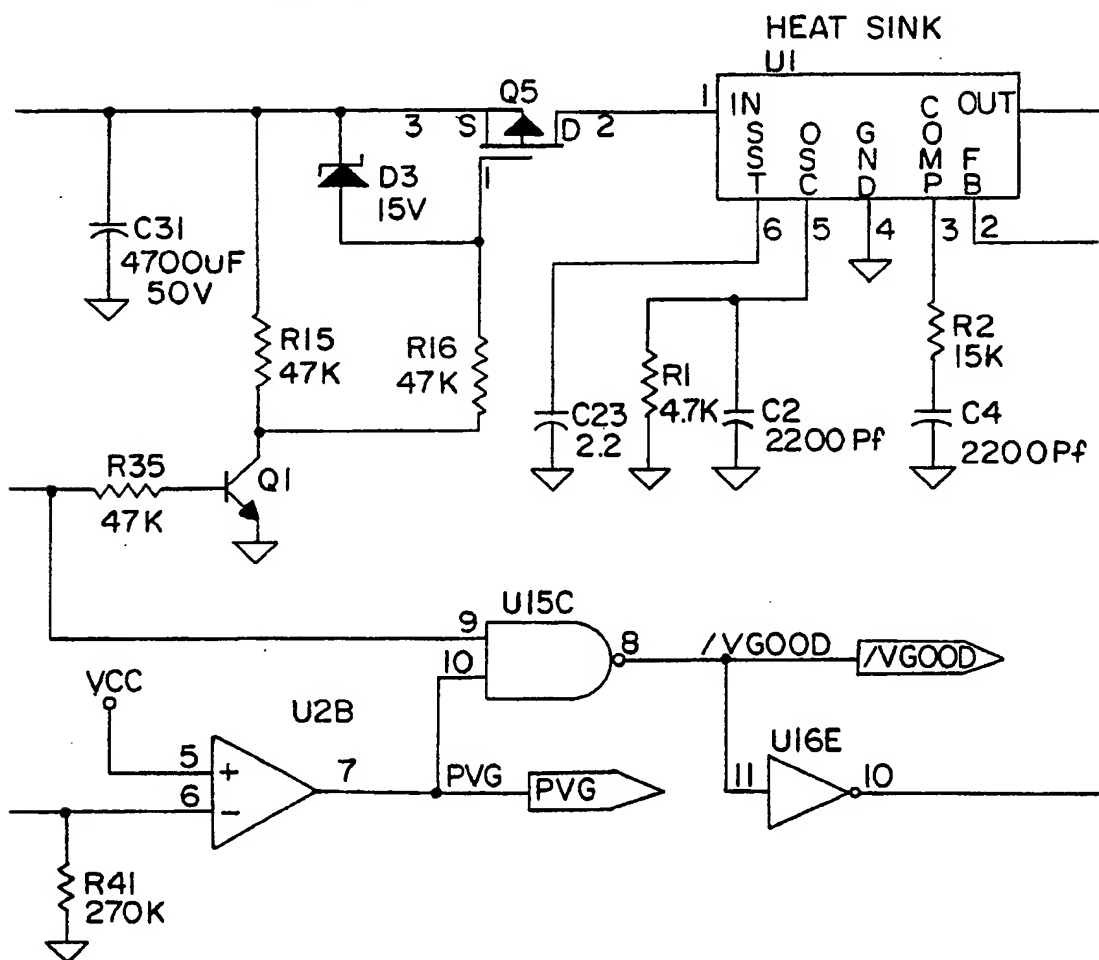 HEAT SINK
U1
Q5
3 S D 2
1
1 IN
SST
OSC
GND
COMP
FB
OUT
6 5 4 3 2
D3
15V
C31
4700uF
50V
R15
47K
R16
47K
R1
4.7K
R2
15K
C23
2.2
C2
2200Pf
C4
2200Pf
R35
47K
Q1
U15C
9
10
8
/VGOOD
/VGOOD
VCC
U2B
5 +
6 -
7
PVG
PVG
U16E
11
10
R41
270K